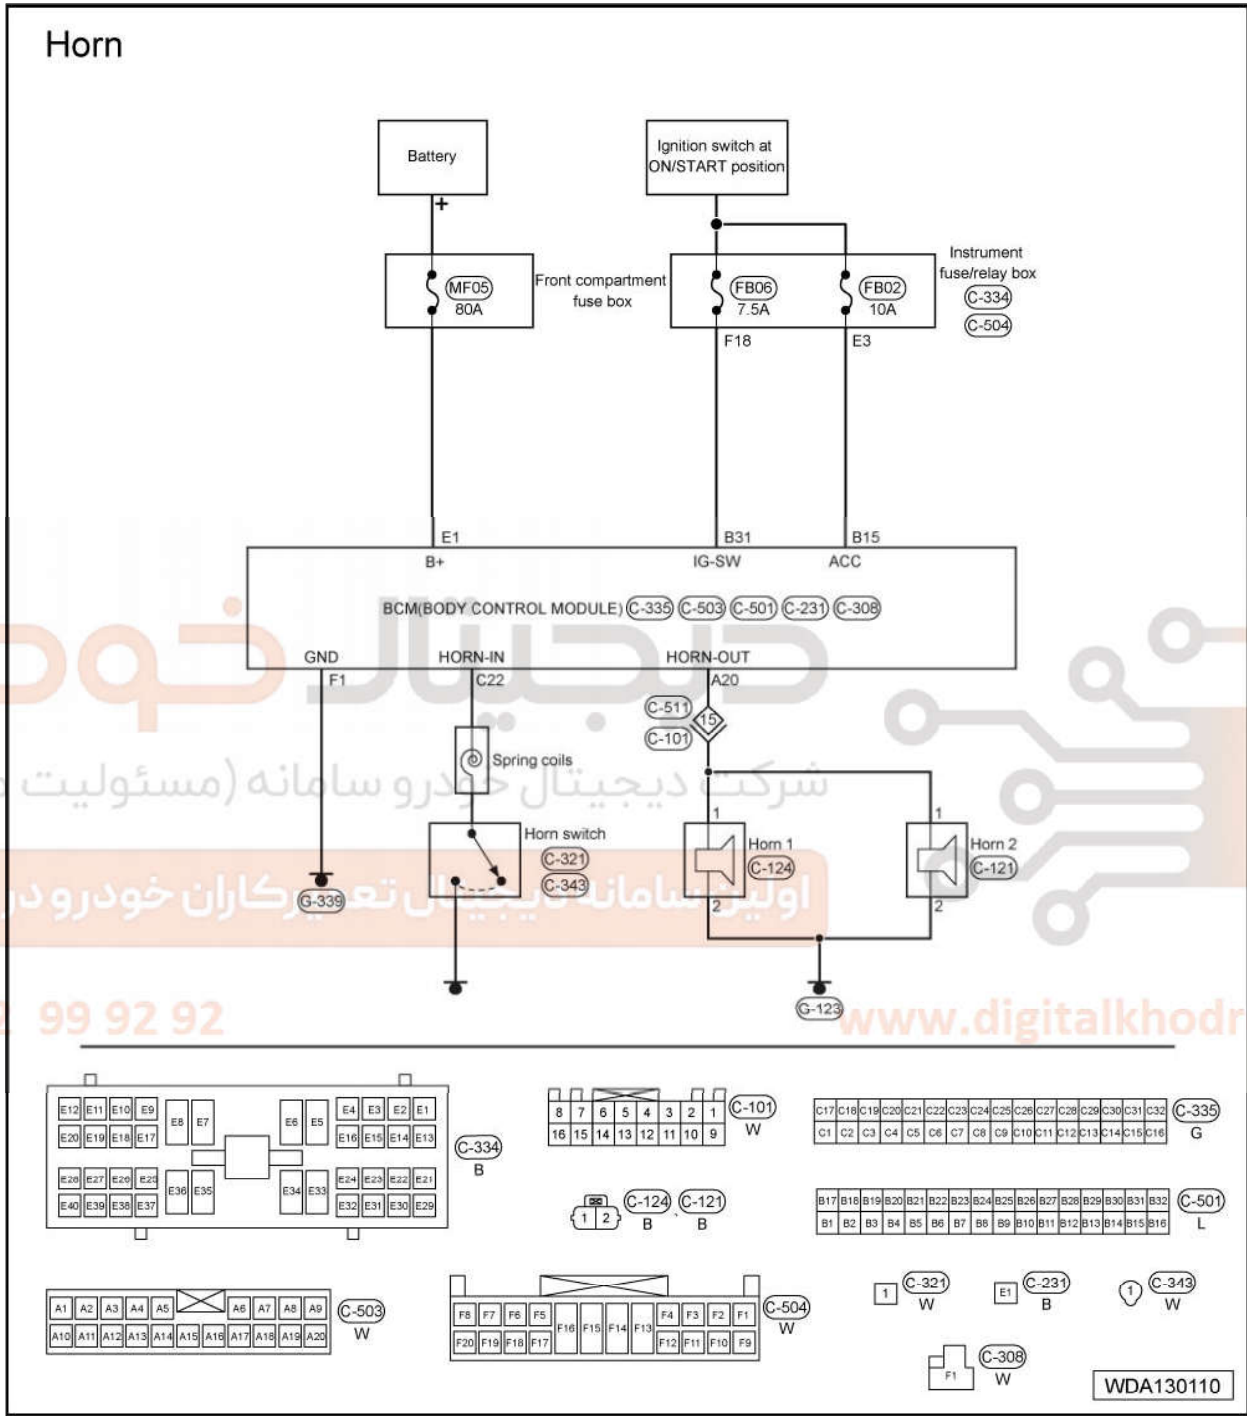 Horn
Battery
Ignition switch at
ON/START position
+
MF05
80A
Front compartment
fuse box
FB06
7.5A
FB02
10A
Instrument
fuse/relay box
C-334
C-504
F18
E3
E1
B31
B15
B+
IG-SW
ACC
BCM(BODY CONTROL MODULE) C-335 C-503 C-501 C-231 C-308
GND
HORN-IN
HORN-OUT
F1
C22
A20
C-511
15
C-101
Spring coils
دیجیتال خود
شرکت دیجیتال خودرو سامانه (مسئولیت
Horn switch
C-321
C-343
1
Horn 1
C-124
2
1
Horn 2
C-121
2
اولین سامانه دیجیتال تعمیرکاران خودرو در
G-339
G-123
99 92 92
www.digitalkhodr
E12 E11 E10 E9 E8 E7 E6 E5 E4 E3 E2 E1
E20 E19 E18 E17 E16 E15 E14 E13
E28 E27 E26 E25 E36 E35 E34 E33 E24 E23 E22 E21
E40 E39 E38 E37 E32 E31 E30 E29
C-334
B
8 7 6 5 4 3 2 1
16 15 14 13 12 11 10 9
C-101
W
C17 C18 C19 C20 C21 C22 C23 C24 C25 C26 C27 C28 C29 C30 C31 C32
C1 C2 C3 C4 C5 C6 C7 C8 C9 C10 C11 C12 C13 C14 C15 C16
C-335
G
1 2
C-124 、 C-121
B B
B17 B18 B19 B20 B21 B22 B23 B24 B25 B26 B27 B28 B29 B30 B31 B32
B1 B2 B3 B4 B5 B6 B7 B8 B9 B10 B11 B12 B13 B14 B15 B16
C-501
L
A1 A2 A3 A4 A5 A6 A7 A8 A9
A10 A11 A12 A13 A14 A15 A16 A17 A18 A19 A20
C-503
W
F8 F7 F6 F5 F16 F15 F14 F13 F4 F3 F2 F1
F20 F19 F18 F17 F12 F11 F10 F9
C-504
W
1
C-321
W
E1
C-231
B
1
C-343
W
F1
C-308
W
WDA130110